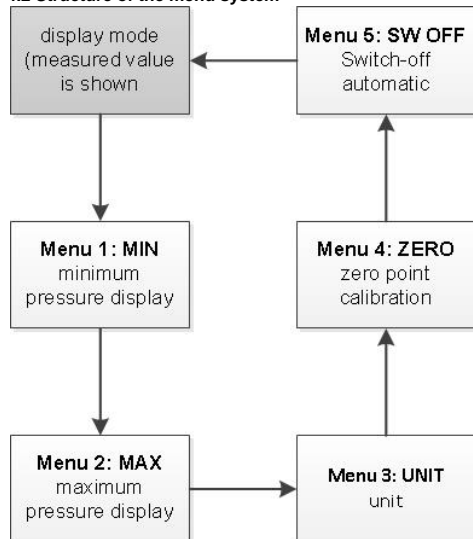 Structure of the menu system
display mode
(measured value
is shown
Menu 1: MIN
minimum
pressure display
Menu 2: MAX
maximum
pressure display
Menu 3: UNIT
unit
Menu 4: ZERO
zero point
calibration
Menu 5: SW OFF
Switch-off
automatic